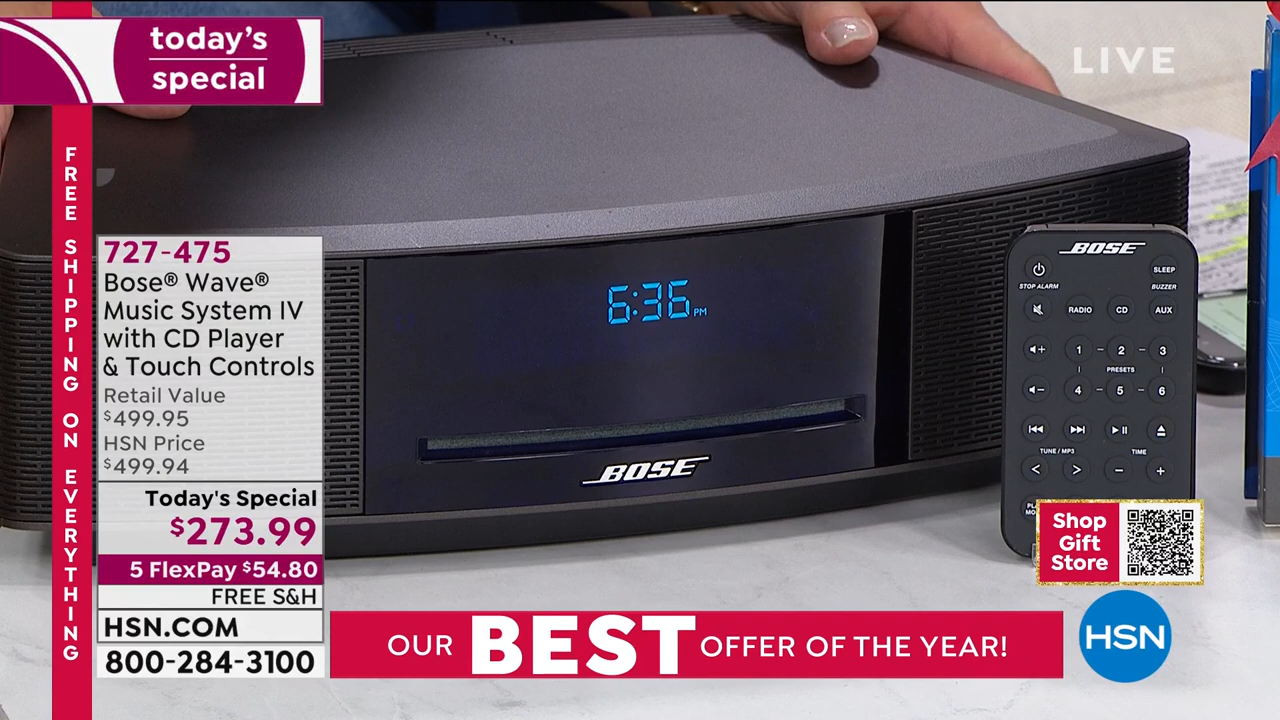 today's
special
LIVE
FREE SHIPPING ON EVERYTHING
727-475
Bose® Wave®
Music System IV
with CD Player
& Touch Controls
Retail Value
$499.95
HSN Price
$499.94
Today's Special
$273.99
5 FlexPay $54.80
FREE S&H
HSN.COM
800-284-3100
6:36 PM
BOSE
BOSE
SLEEP
STOP ALARM
BUZZER
RADIO
CD
AUX
1 - 2 - 3
PRESETS
4 - 5 - 6
TUNE / MP3
TIME
< > - +
Shop
Gift
Store
OUR BEST OFFER OF THE YEAR!
HSN